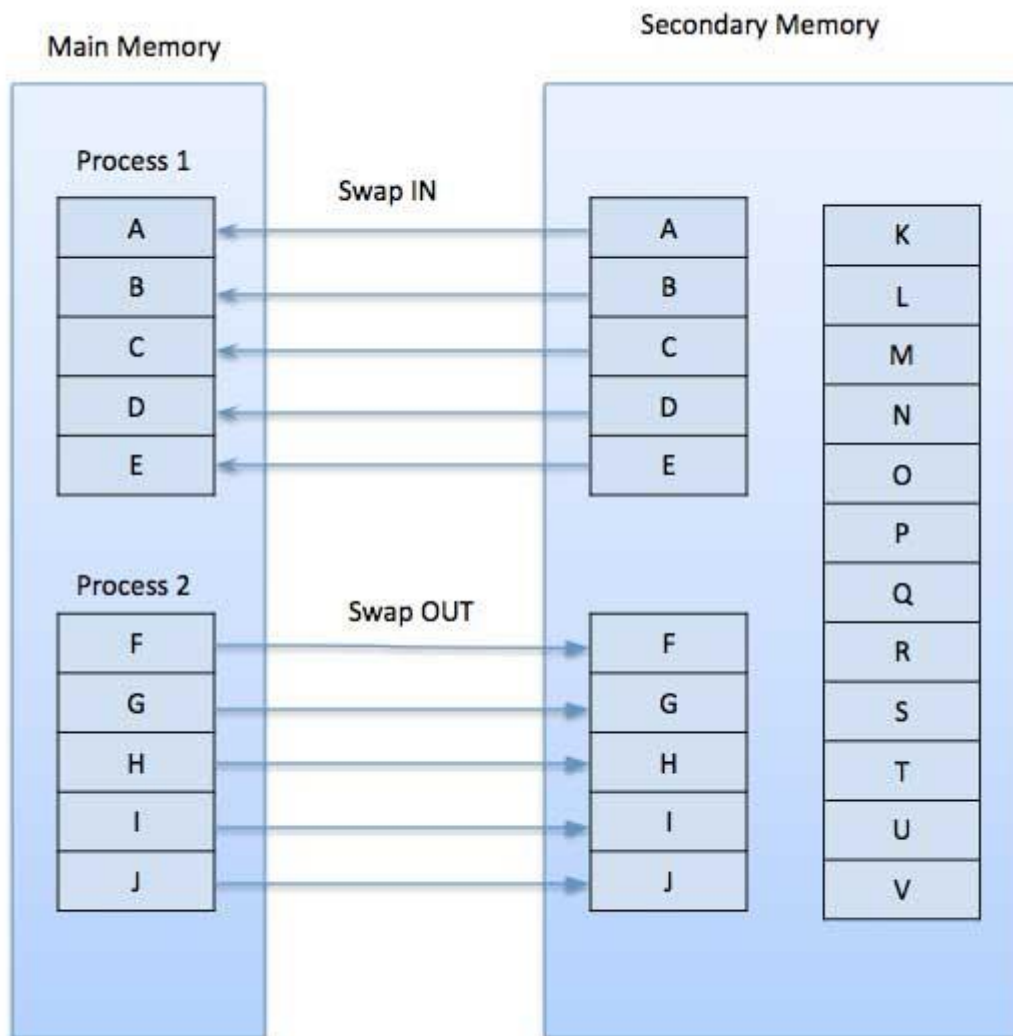 Main Memory
Secondary Memory
Process 1
Swap IN
A
B
C
D
E
Process 2
Swap OUT
F
G
H
I
J
A
B
C
D
E
F
G
H
I
J
K
L
M
N
O
P
Q
R
S
T
U
V